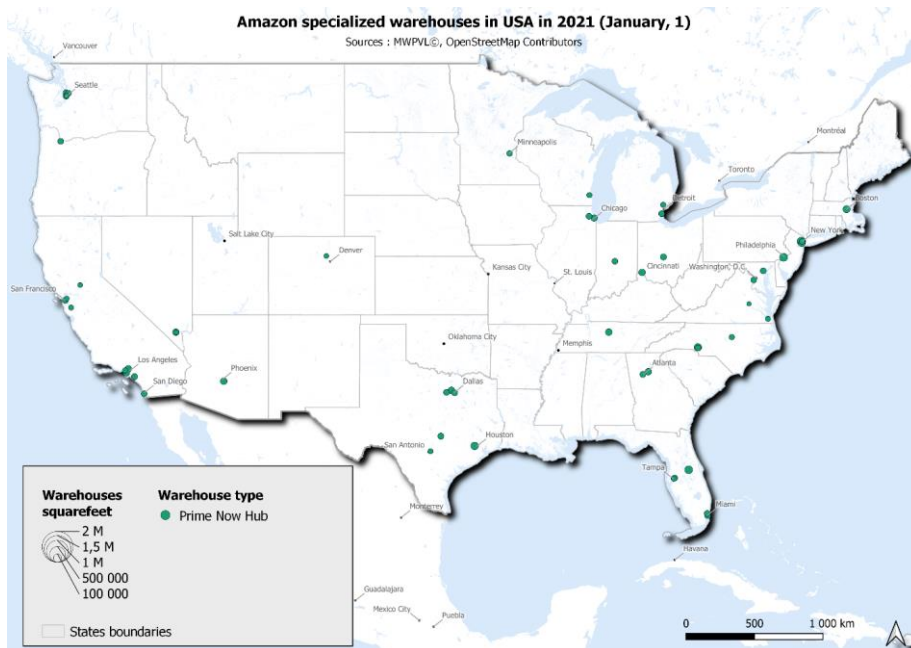 Amazon specialized warehouses in USA in 2021 (January, 1)
Sources : MWPVL©, OpenStreetMap Contributors
Vancouver
Seattle
Montréal
Minneapolis
Toronto
Boston
Detroit
Chicago
New York
Salt Lake City
Philadelphia
Denver
Washington, D.C.
Cincinnati
Kansas City
St. Louis
San Francisco
Oklahoma City
Memphis
Los Angeles
Phoenix
Atlanta
San Diego
Dallas
San Antonio
Houston
Tampa
Miami
Monterrey
Havana
Guadalajara
Mexico City
Puebla
Warehouses
squarefeet
2 M
1,5 M
1 M
500 000
100 000
Warehouse type
Prime Now Hub
States boundaries
0 500 1 000 km